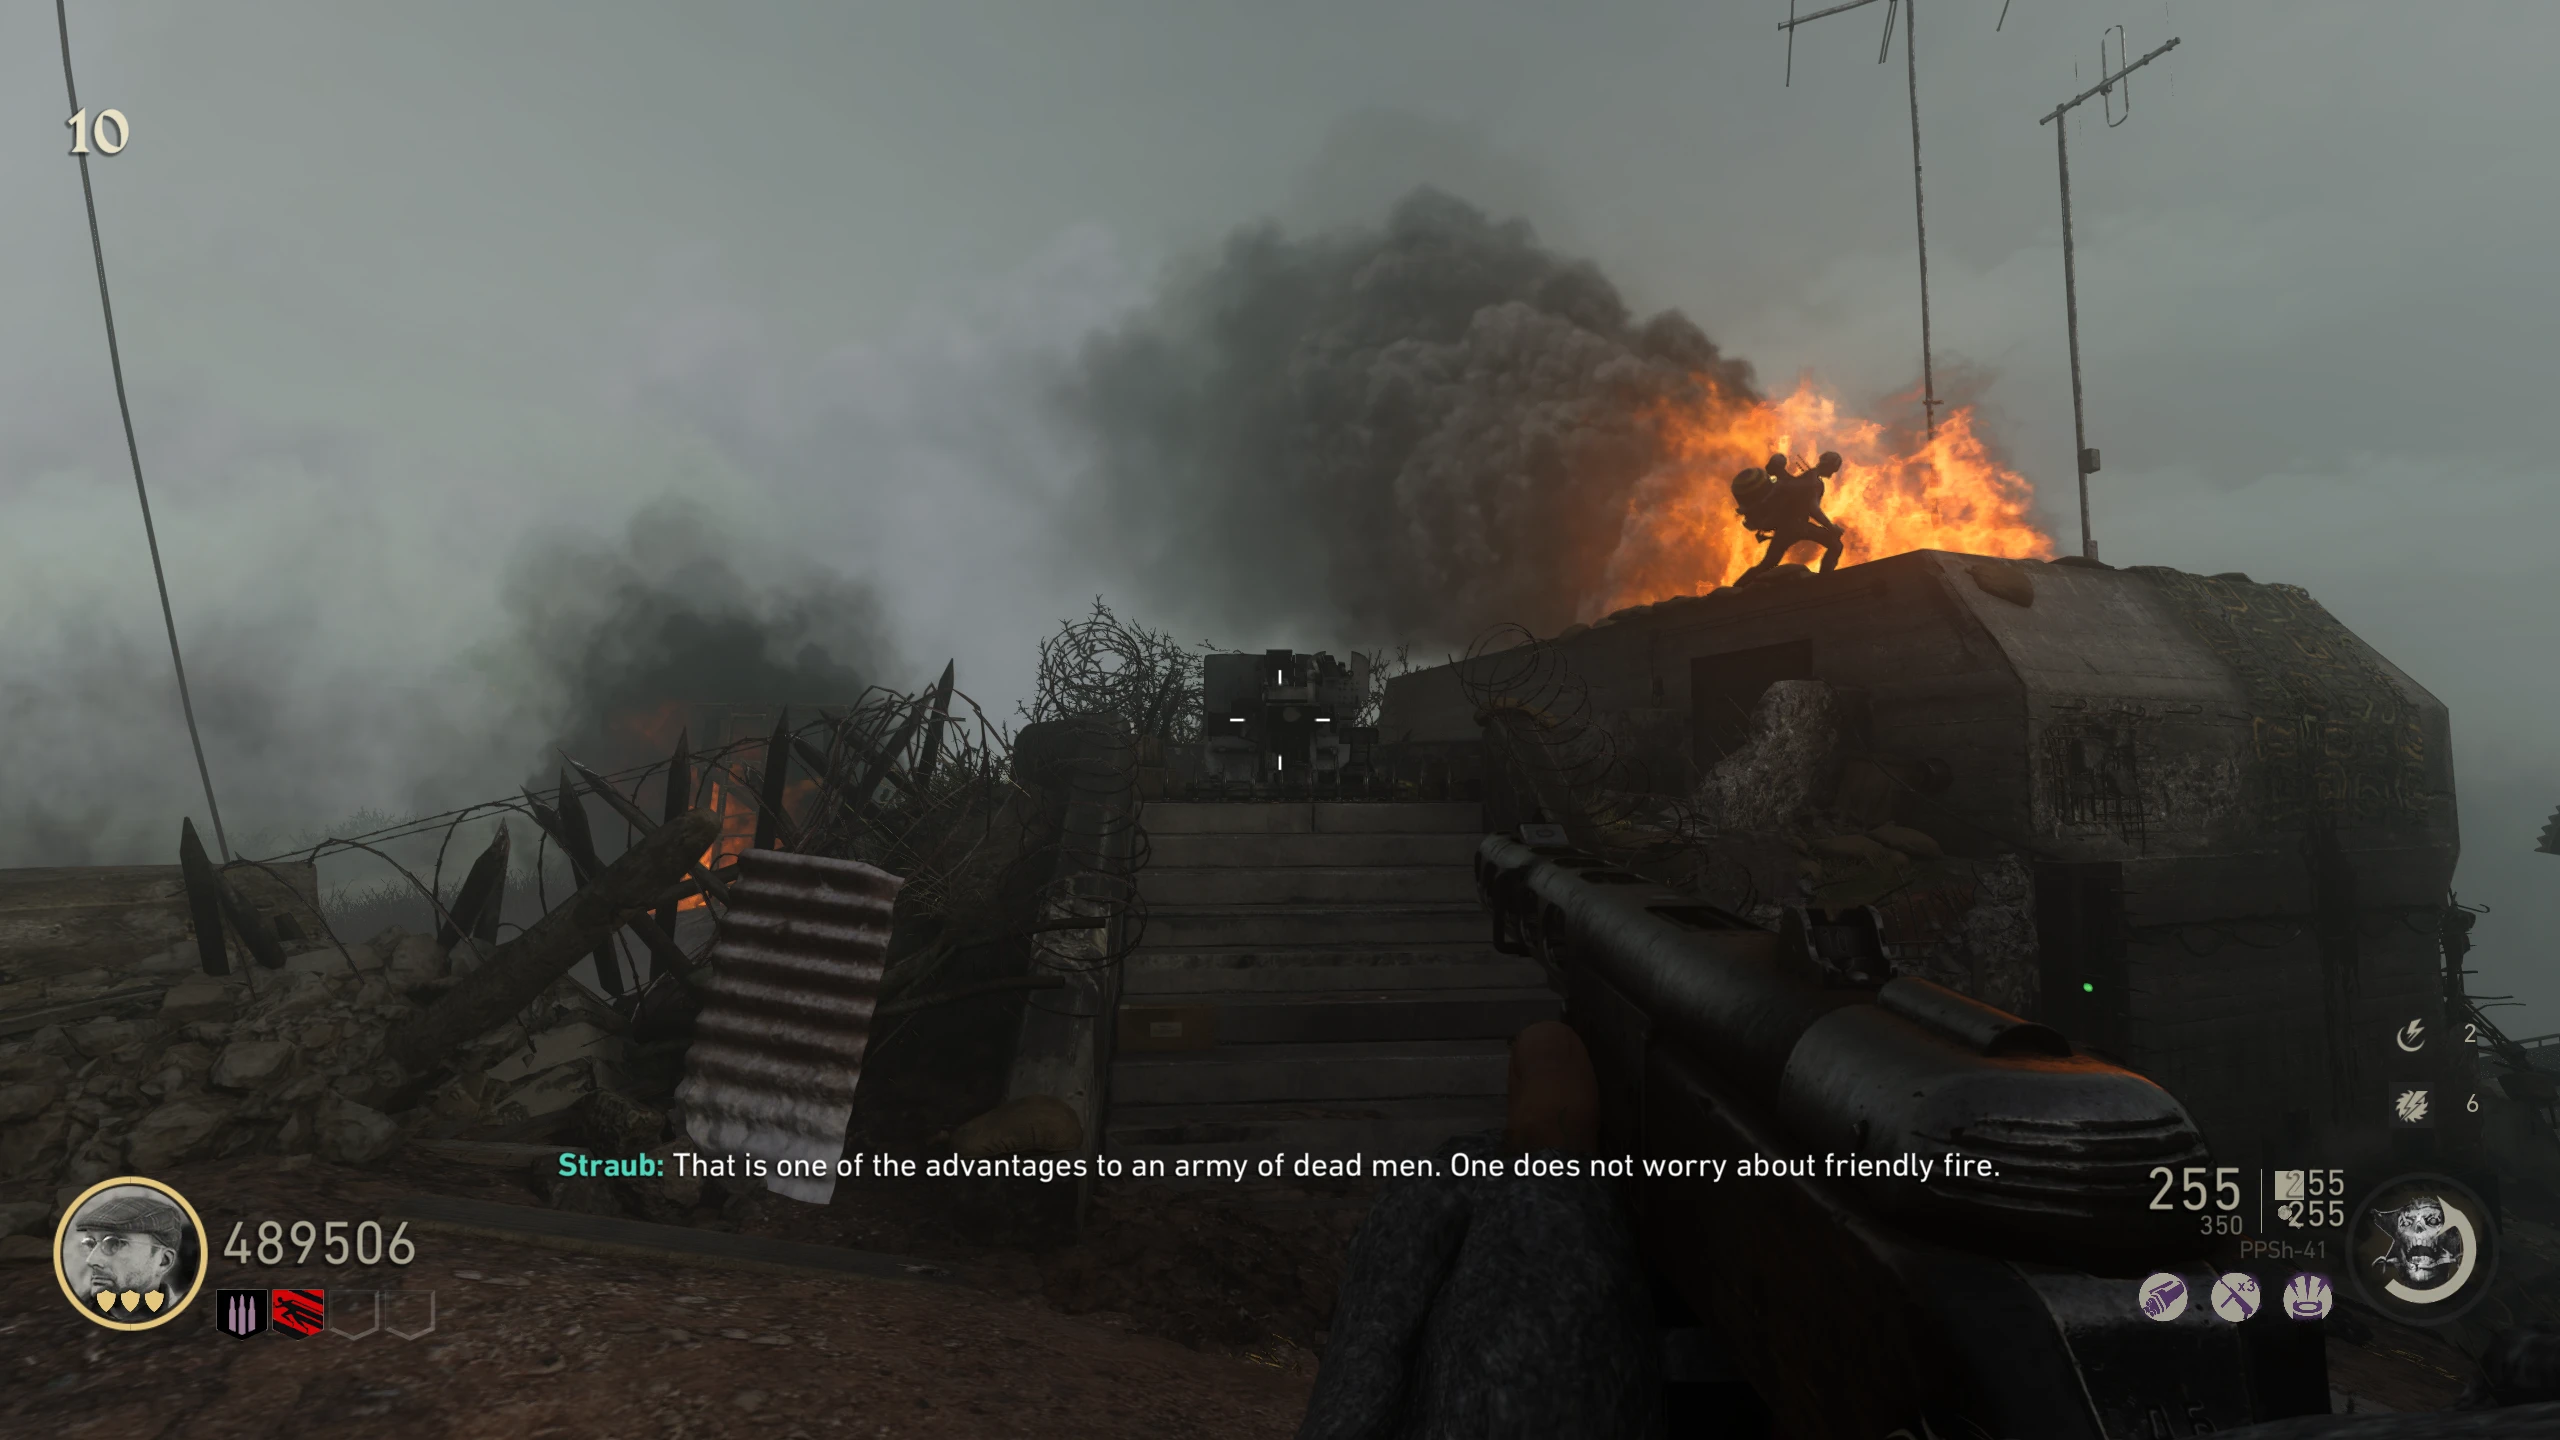 10
Straub: That is one of the advantages to an army of dead men. One does not worry about friendly fire.
2
6
489506
255
350
255
255
PPSh-41
x3